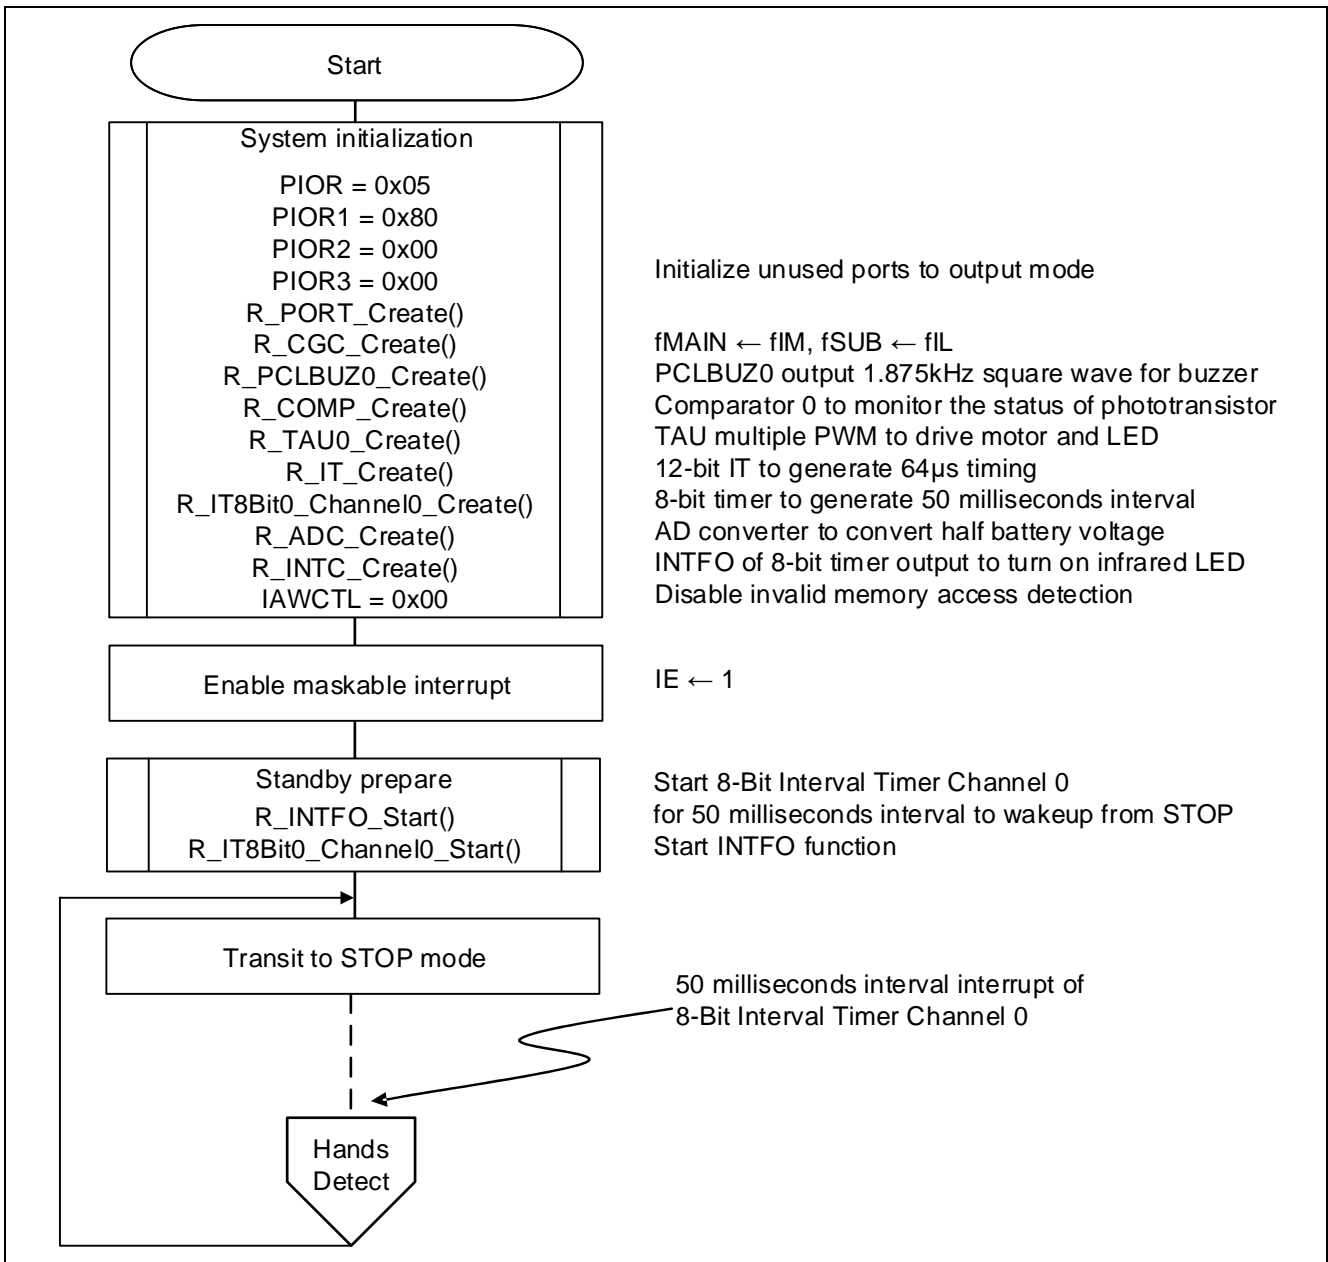 Start
System initialization
PIOR = 0x05
PIOR1 = 0x80
PIOR2 = 0x00
PIOR3 = 0x00
R_PORT_Create()
R_CGC_Create()
R_PCLBUZ0_Create()
R_COMP_Create()
R_TAU0_Create()
R_IT_Create()
R_IT8Bit0_Channel0_Create()
R_ADC_Create()
R_INTC_Create()
IAWCTL = 0x00
Initialize unused ports to output mode
fMAIN ← fIM, fSUB ← fIL
PCLBUZ0 output 1.875kHz square wave for buzzer
Comparator 0 to monitor the status of phototransistor
TAU multiple PWM to drive motor and LED
12-bit IT to generate 64µs timing
8-bit timer to generate 50 milliseconds interval
AD converter to convert half battery voltage
INTFO of 8-bit timer output to turn on infrared LED
Disable invalid memory access detection
Enable maskable interrupt
IE ← 1
Standby prepare
R_INTFO_Start()
R_IT8Bit0_Channel0_Start()
Start 8-Bit Interval Timer Channel 0
for 50 milliseconds interval to wakeup from STOP
Start INTFO function
Transit to STOP mode
50 milliseconds interval interrupt of
8-Bit Interval Timer Channel 0
Hands
Detect